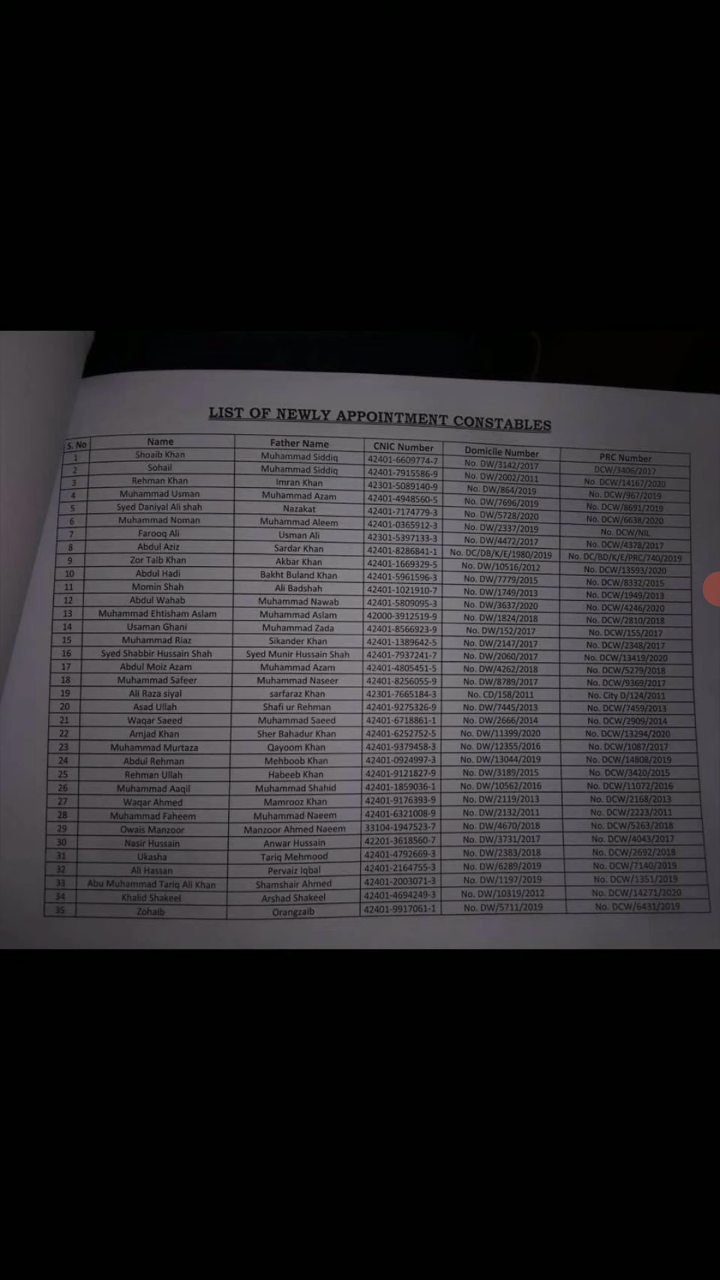 LIST OF NEWLY APPOINTMENT CONSTABLES
S. No Name Father Name CNIC Number Domicile Number PRC Number
1 Shoaib Khan Muhammad Siddiq 42401-6609774-7 No. DW/3142/2017 DCW/3406/2017
2 Sohail Muhammad Siddiq 42401-7915586-9 No. DW/2002/2011 No. DCW/14167/2020
3 Rehman Khan Imran Khan 42301-5089140-9 No. DW/864/2019 No. DCW/967/2019
4 Muhammad Usman Muhammad Azam 42401-4948560-5 No. DW/7696/2019 No. DCW/8691/2019
5 Syed Daniyal Ali shah Nazakat 42401-7174779-3 No. DW/5728/2020 No. DCW/6638/2020
6 Muhammad Noman Muhammad Aleem 42401-0365912-3 No. DW/2337/2019 No. DCW/NIL
7 Farooq Ali Usman Ali 42301-5397133-3 No. DW/4472/2017 No. DCW/4378/2017
8 Abdul Aziz Sardar Khan 42401-8286841-1 No. DC/DB/K/E/1980/2019 No. DC/BD/K/E/PRC/740/2019
9 Zor Talb Khan Akbar Khan 42401-1669329-5 No. DW/10516/2012 No. DCW/13593/2020
10 Abdul Hadi Bakht Buland Khan 42401-5961596-3 No. DW/7779/2015 No. DCW/8332/2015
11 Momin Shah Ali Badshah 42401-1021910-7 No. DW/1749/2013 No. DCW/1949/2013
12 Abdul Wahab Muhammad Nawab 42401-5809095-3 No. DW/3637/2020 No. DCW/4246/2020
13 Muhammad Ehtisham Aslam Muhammad Aslam 42000-3912519-9 No. DW/1824/2018 No. DCW/2810/2018
14 Usaman Ghani Muhammad Zada 42401-8566923-9 No. DW/152/2017 No. DCW/155/2017
15 Muhammad Riaz Sikander Khan 42401-1389642-5 No. DW/2147/2017 No. DCW/2348/2017
16 Syed Shabbir Hussain Shah Syed Munir Hussain Shah 42401-7937241-7 No. DW/2060/2017 No. DCW/13419/2020
17 Abdul Moiz Azam Muhammad Azam 42401-4805451-5 No. DW/4262/2018 No. DCW/5279/2018
18 Muhammad Safeer Muhammad Naseer 42401-8256055-9 No. DW/8789/2017 No. DCW/9369/2017
19 Ali Raza siyal sarfaraz Khan 42301-7665184-3 No. CD/158/2011 No. City D/124/2011
20 Asad Ullah Shafi ur Rehman 42401-9275326-9 No. DW/7445/2013 No. DCW/7459/2013
21 Waqar Saeed Muhammad Saeed 42401-6718861-1 No. DW/2666/2014 No. DCW/2909/2014
22 Amjad Khan Sher Bahadur Khan 42401-6252752-5 No. DW/11399/2020 No. DCW/13294/2020
23 Muhammad Murtaza Qayoom Khan 42401-9379458-3 No. DW/12355/2016 No. DCW/1087/2017
24 Abdul Rehman Mehboob Khan 42401-0924997-3 No. DW/13044/2019 No. DCW/14808/2019
25 Rehman Ullah Habeeb Khan 42401-9121827-9 No. DW/3189/2015 No. DCW/3420/2015
26 Muhammad Aaqil Muhammad Shahid 42401-1859036-1 No. DW/10562/2016 No. DCW/11072/2016
27 Waqar Ahmed Mamrooz Khan 42401-9176393-9 No. DW/2119/2013 No. DCW/2168/2013
28 Muhammad Faheem Muhammad Naeem 42401-6321008-9 No. DW/2132/2011 No. DCW/2223/2011
29 Owais Manzoor Manzoor Ahmed Naeem 33104-1947523-7 No. DW/4670/2018 No. DCW/5263/2018
30 Nasir Hussain Anwar Hussain 42201-3618560-7 No. DW/3731/2017 No. DCW/4043/2017
31 Ukasha Tariq Mehmood 42401-4792669-3 No. DW/2383/2018 No. DCW/2692/2018
32 Ali Hassan Pervaiz Iqbal 42401-2164755-3 No. DW/6289/2019 No. DCW/7140/2019
33 Abu Muhammad Tariq Ali Khan Shamshair Ahmed 42401-2003071-3 No. DW/1197/2019 No. DCW/1351/2019
34 Khalid Shakeel Arshad Shakeel 42401-4694249-3 No. DW/10319/2012 No. DCW/14271/2020
35 Zohaib Orangzaib 42401-9917061-1 No. DW/5711/2019 No. DCW/6431/2019